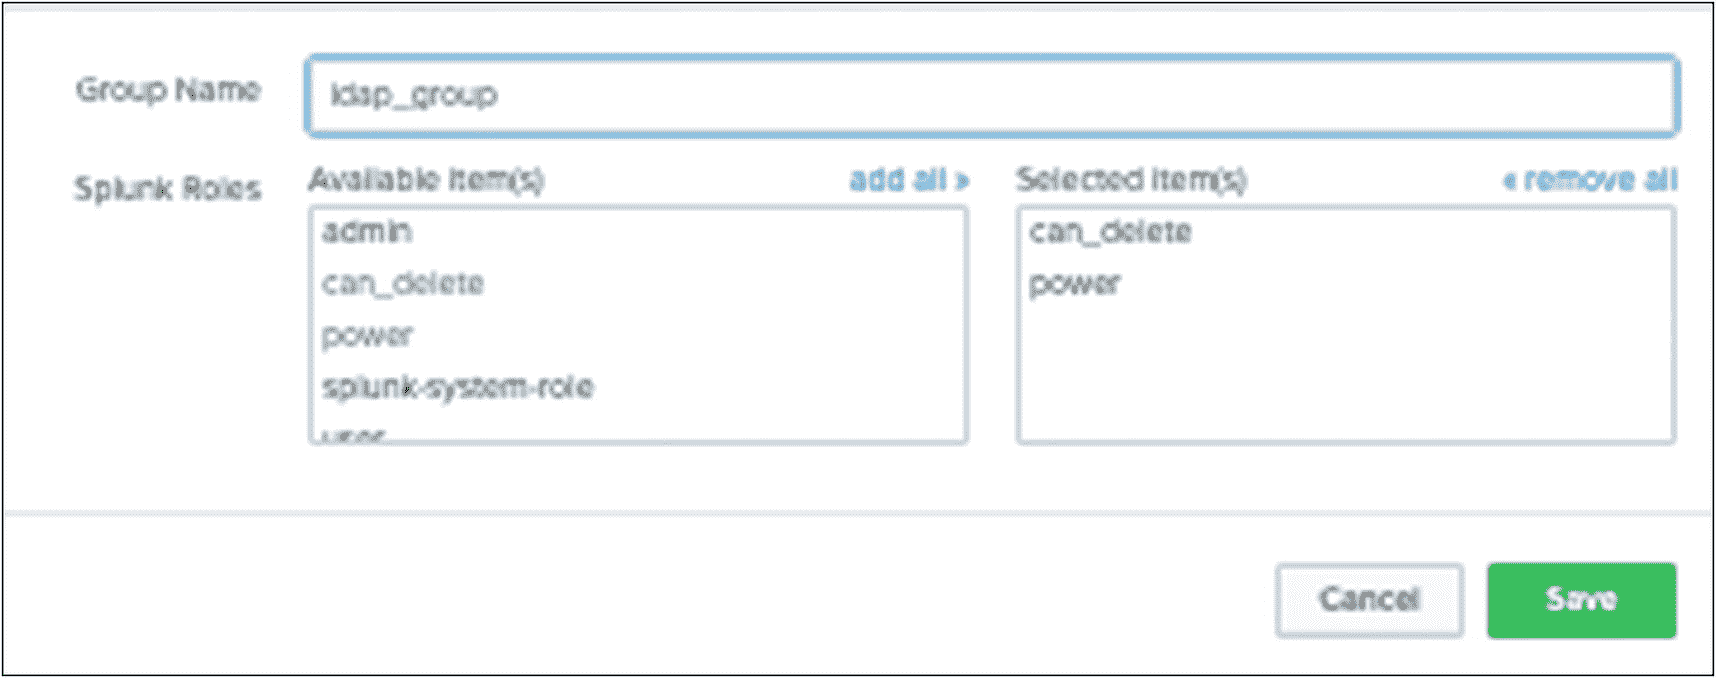 Group Name
ldap_group
Splunk Roles
Available item(s)
add all »
Selected item(s)
« remove all
admin
can_delete
power
splunk-system-role
user
can_delete
power
Cancel
Save